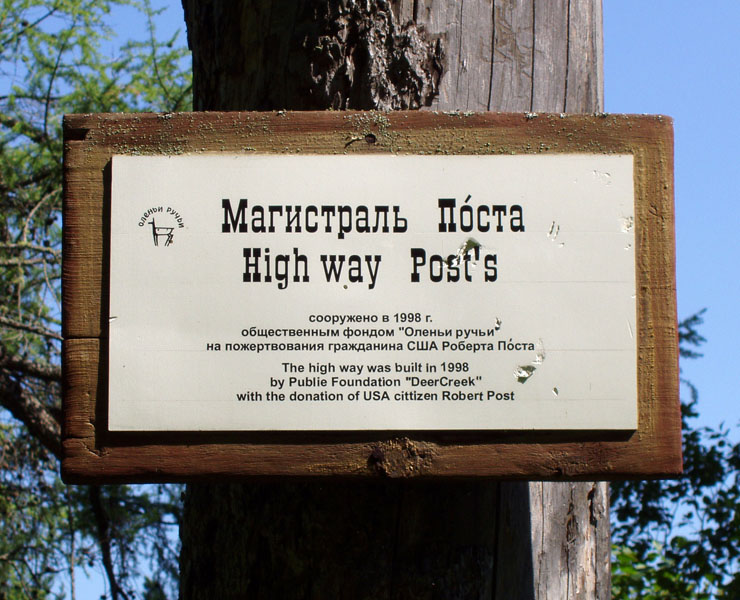 ОЛЕНЬИ РУЧЬИ
Магистраль По́ста
High way Post's
сооружено в 1998 г.
общественным фондом "Оленьи ручьи"
на пожертвования гражданина США Роберта По́ста
The high way was built in 1998
by Publie Foundation "DeerCreek"
with the donation of USA cittizen Robert Post